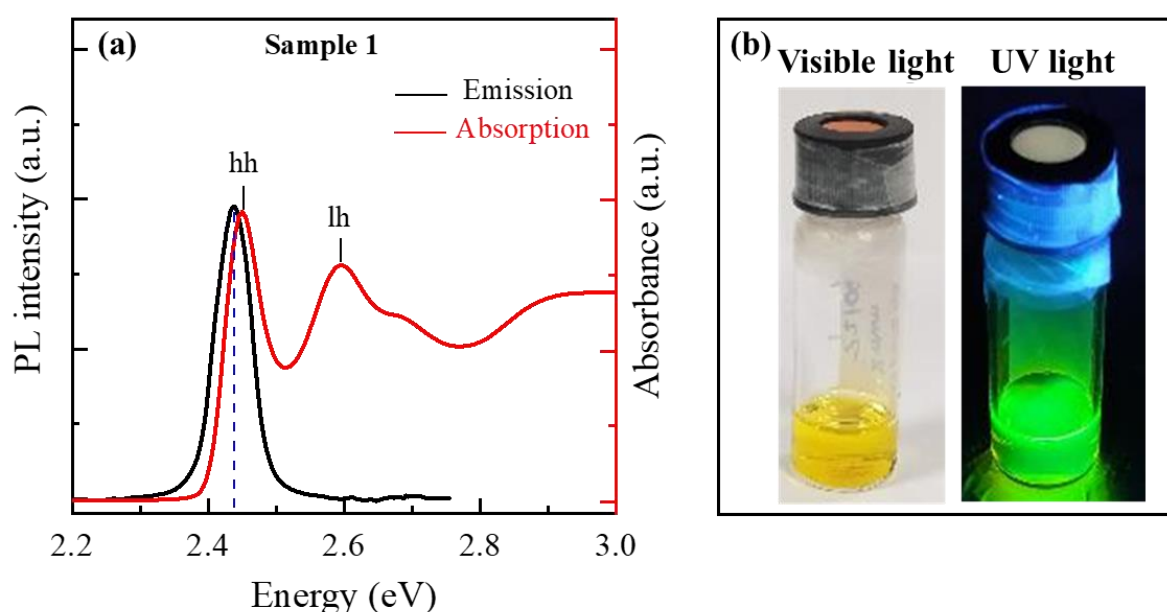 (a)
Sample 1
Emission
Absorption
hh
lh
PL intensity (a.u.)
Absorbance (a.u.)
2.2 2.4 2.6 2.8 3.0
Energy (eV)
(b)
Visible light UV light